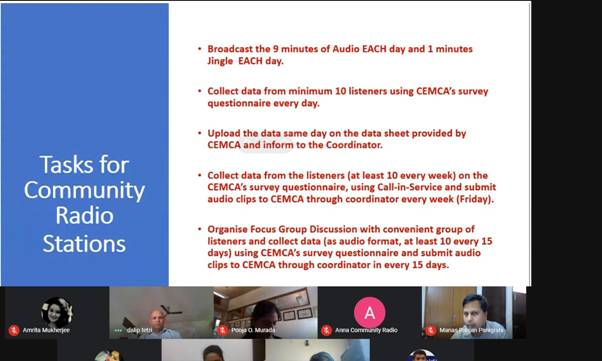 Tasks for
Community
Radio
Stations
• Broadcast the 9 minutes of Audio EACH day and 1 minutes
Jingle EACH day.
• Collect data from minimum 10 listeners using CEMCA's survey
questionnaire every day.
• Upload the data same day on the data sheet provided by
CEMCA and inform to the Coordinator.
• Collect data from the listeners (at least 10 every week) on the
CEMCA's survey questionnaire, using Call-in-Service and submit
audio clips to CEMCA through coordinator every week (Friday).
• Organise Focus Group Discussion with convenient group of
listeners and collect data (as audio format, at least 10 every 15
days) using CEMCA's survey questionnaire and submit audio
clips to CEMCA through coordinator in every 15 days.
A
Amrita Mukherjee
dalip tetri
Pooja O. Murada
Anna Community Radio
Manas Ranjan Panigrahi